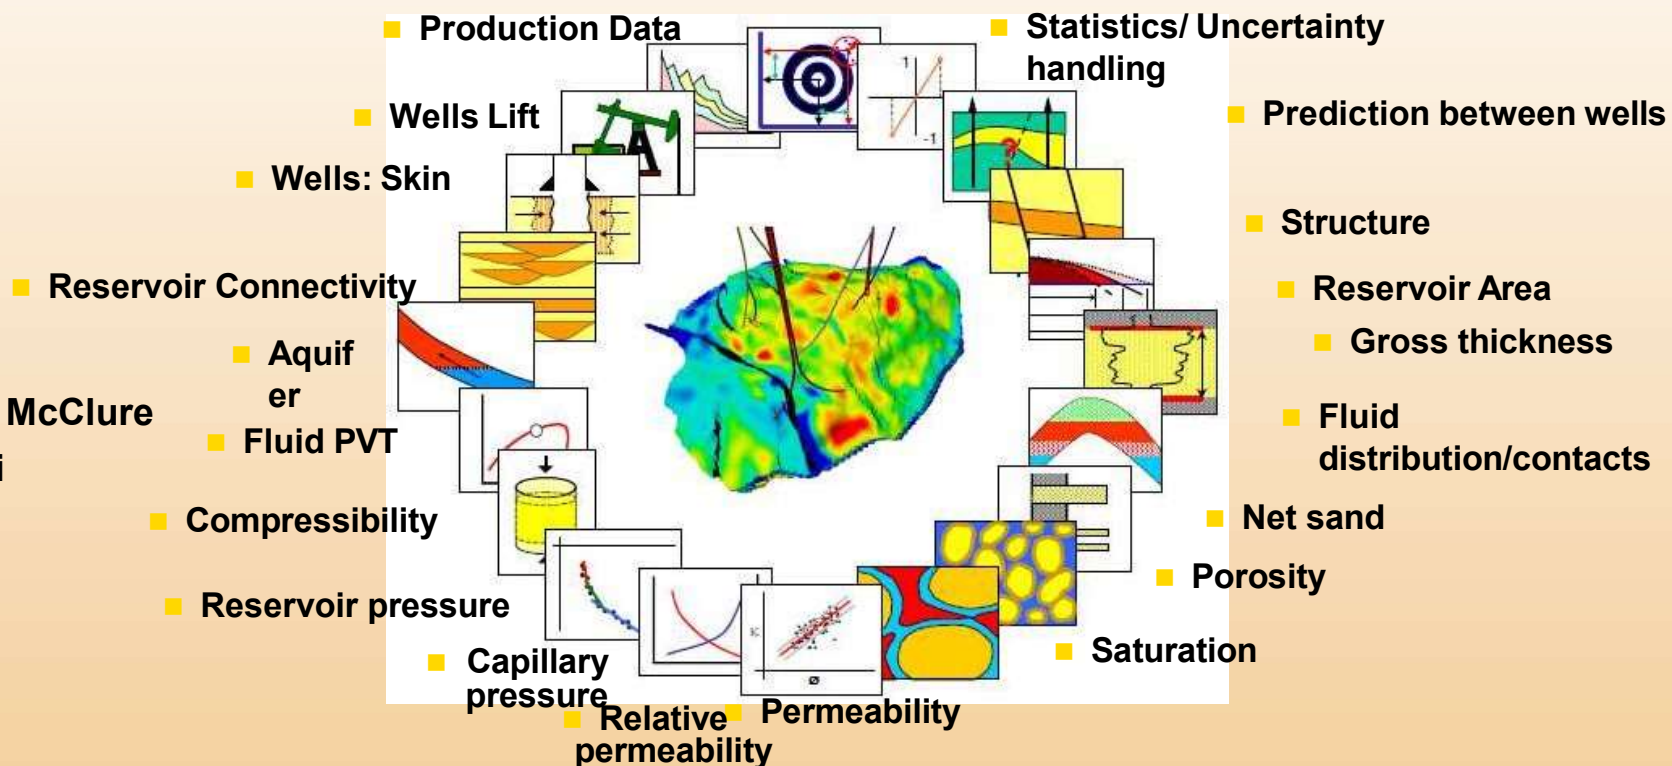 Production Data
Statistics/ Uncertainty
handling
Wells Lift
Prediction between wells
Wells: Skin
Structure
Reservoir Connectivity
Reservoir Area
Aquif
er
Gross thickness
McClure
i
Fluid PVT
Fluid
distribution/contacts
Compressibility
Net sand
Porosity
Reservoir pressure
Saturation
Capillary
pressure
Relative
permeability
Permeability
1
-1
K
Ø